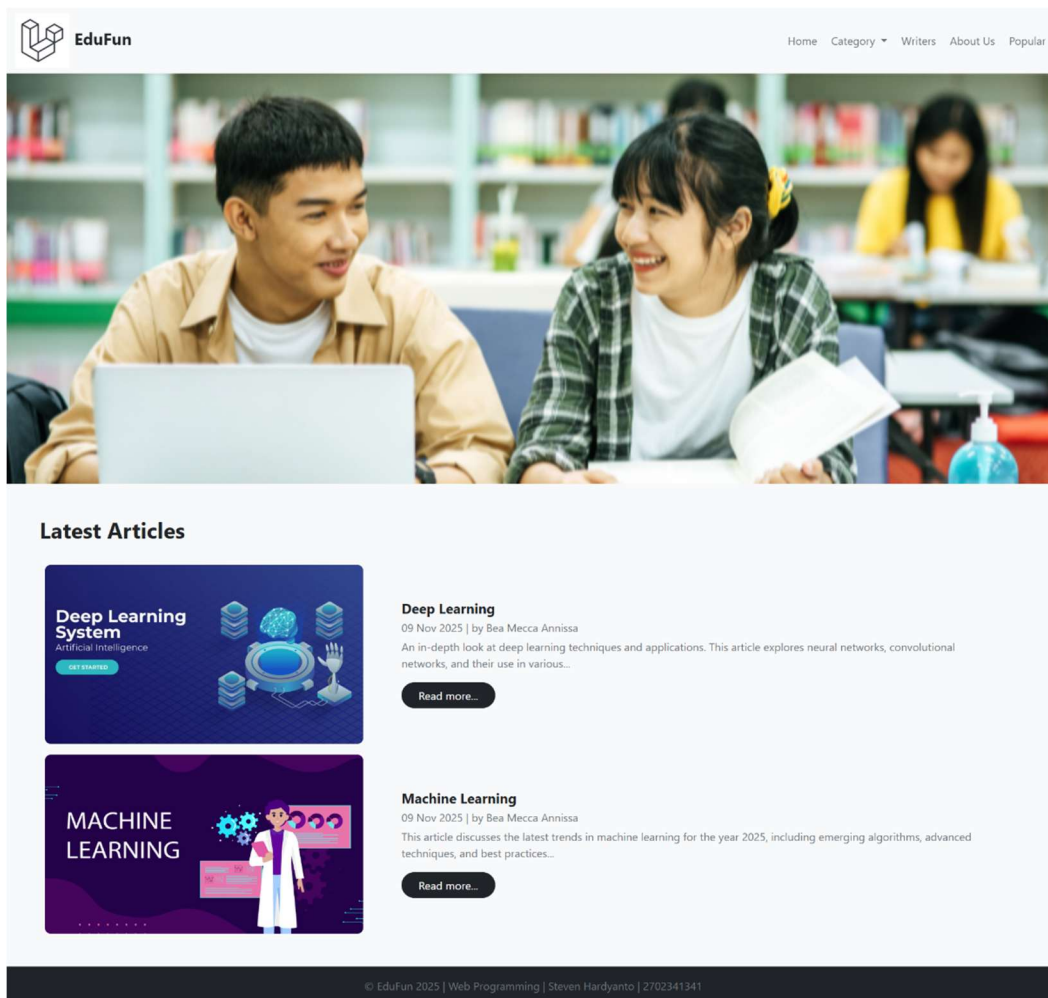 EduFun
Home Category Writers About Us Popular
Latest Articles
Deep Learning
System
Artificial Intelligence
GET STARTED
Deep Learning
09 Nov 2025 | by Bea Mecca Annissa
An in-depth look at deep learning techniques and applications. This article explores neural networks, convolutional
networks, and their use in various...
Read more...
MACHINE
LEARNING
Machine Learning
09 Nov 2025 | by Bea Mecca Annissa
This article discusses the latest trends in machine learning for the year 2025, including emerging algorithms, advanced
techniques, and best practices...
Read more...
© EduFun 2025 | Web Programming | Steven Hardyanto | 2702341341